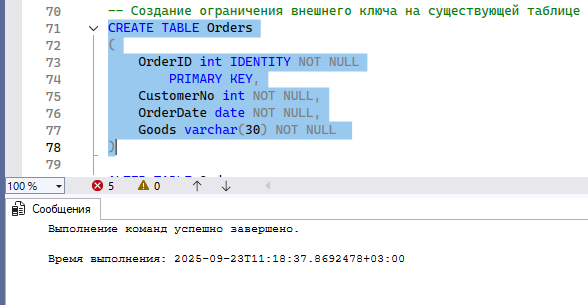 70 -- Создание ограничения внешнего ключа на существующей таблице
71 CREATE TABLE Orders
72 (
73 OrderID int IDENTITY NOT NULL
74 PRIMARY KEY,
75 CustomerNo int NOT NULL,
76 OrderDate date NOT NULL,
77 Goods varchar(30) NOT NULL
78 )
79
100 % 5 0
Сообщения
Выполнение команд успешно завершено.
Время выполнения: 2025-09-23T11:18:37.8692478+03:00